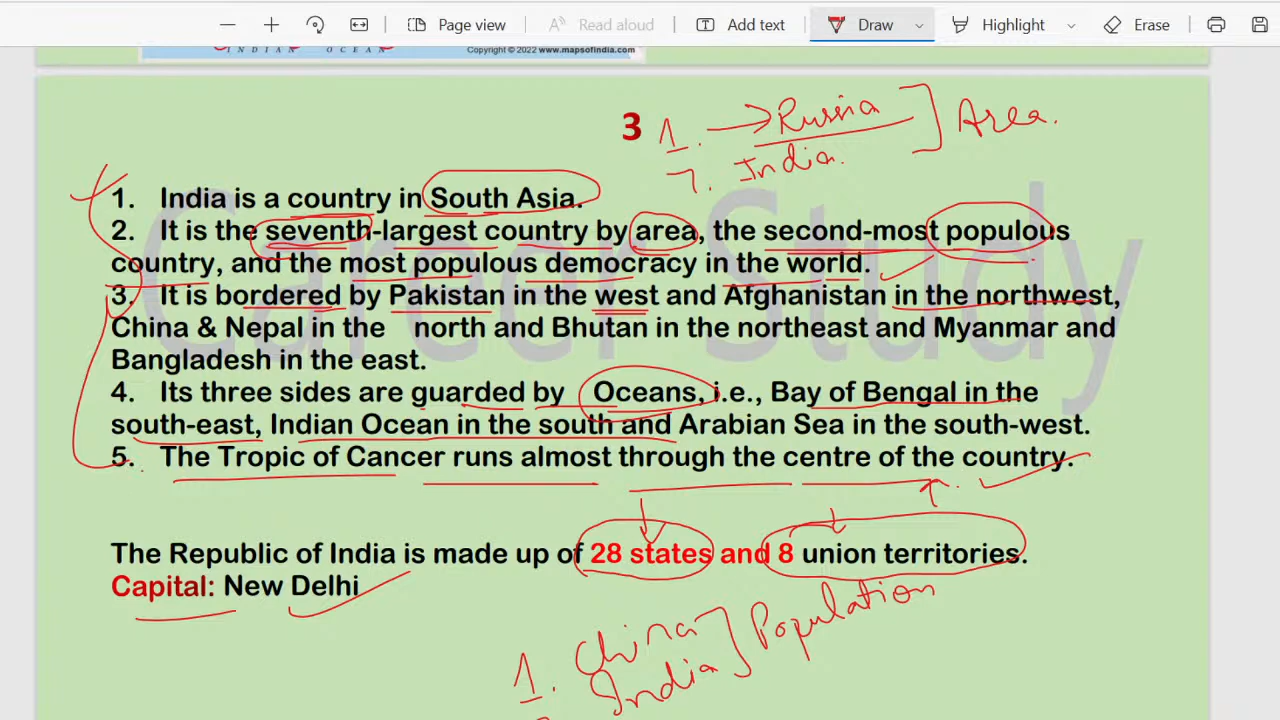 Page view
Read aloud
Add text
Draw
Highlight
Erase
INDIAN OCEAN
Copyright © 2022 www.mapsofindia.com
3
1. → Russia
7. India.
Area.
1. India is a country in South Asia.
2. It is the seventh-largest country by area, the second-most populous
country, and the most populous democracy in the world.
3. It is bordered by Pakistan in the west and Afghanistan in the northwest,
China & Nepal in the north and Bhutan in the northeast and Myanmar and
Bangladesh in the east.
4. Its three sides are guarded by Oceans, i.e., Bay of Bengal in the
south-east, Indian Ocean in the south and Arabian Sea in the south-west.
5. The Tropic of Cancer runs almost through the centre of the country.
The Republic of India is made up of 28 states and 8 union territories.
Capital: New Delhi
1. China
India
Population
Career Study